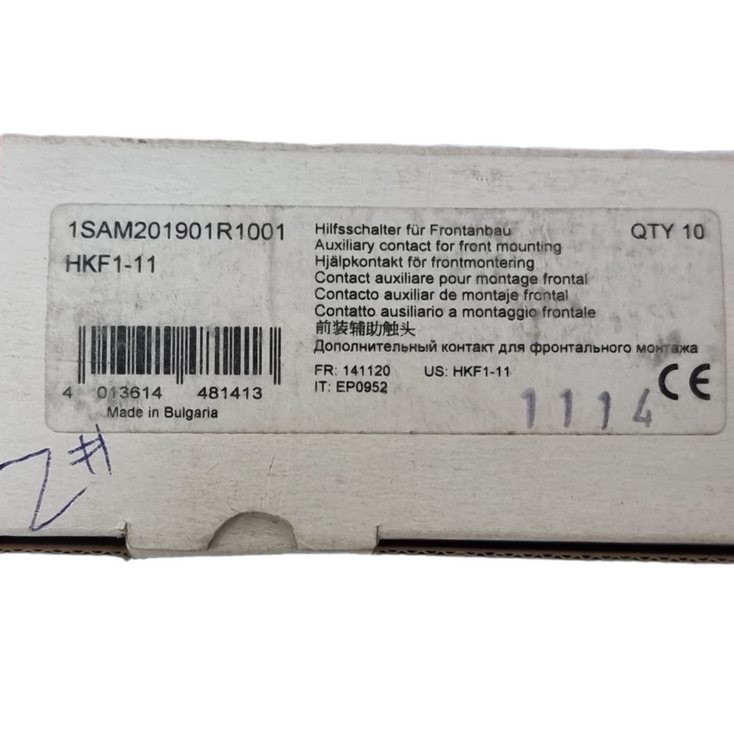 1SAM201901R1001
HKF1-11
4 013614 481413
Made in Bulgaria
Hilfsschalter für Frontanbau
Auxiliary contact for front mounting
Hjälpkontakt för frontmontering
Contact auxiliare pour montage frontal
Contacto auxiliar de montaje frontal
Contatto ausiliario a montaggio frontale
前装辅助触头
Дополнительный контакт для фронтального монтажа
FR: 141120 US: HKF1-11
IT: EP0952
QTY 10
1114
CE